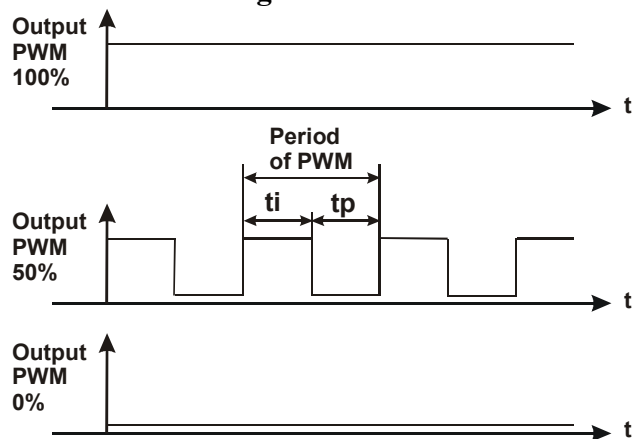 Output
PWM
100%
t
Period
of PWM
ti
tp
Output
PWM
50%
t
Output
PWM
0%
t